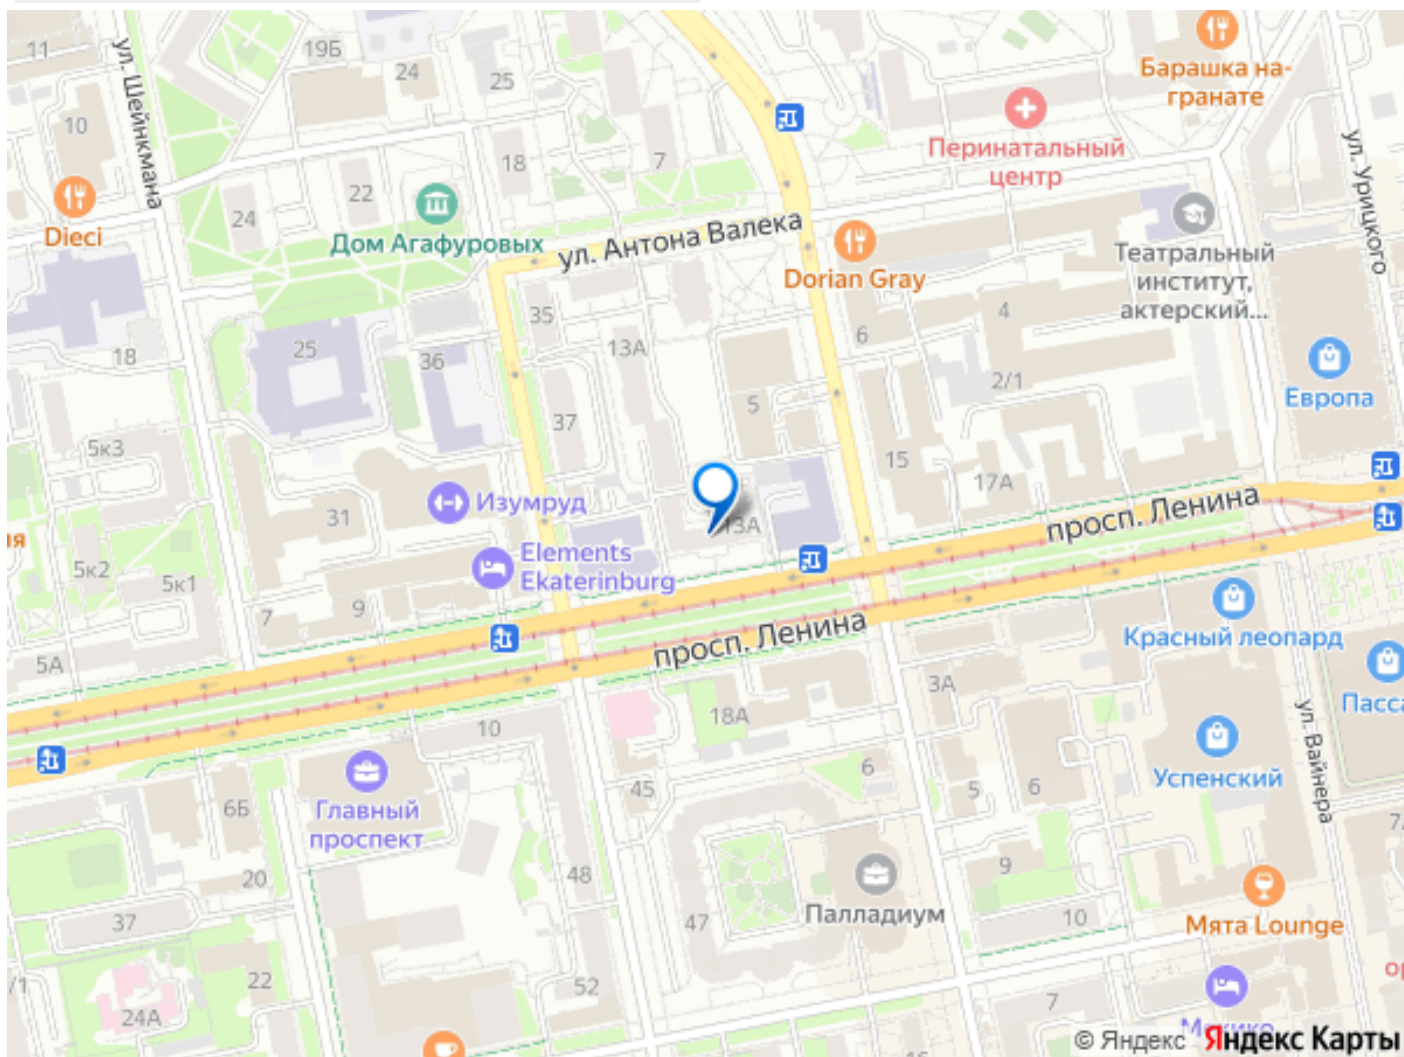 11
ул. Шейнкмана
19Б
24
25
Барашка на-
гранате
10
Перинатальный
центр
18
7
22
24
Дом Агафуровых
ул. Антона Валека
ул. Урицкого
Dieci
Dorian Gray
Театральный
институт,
актерский...
35
4
6
13А
18
25
36
2/1
Европа
5
37
5к3
15
17А
Изумруд
31
13А
просп. Ленина
я
Elements
Ekaterinburg
5к2
5к1
9
7
просп. Ленина
Красный леопард
5А
3А
Пасса
18А
10
ул. Вайнера
6
Успенский
45
5
6
6Б
Главный
проспект
7/
9
48
20
Палладиум
37
47
10
Мята Lounge
ор
/1
22
52
24А
7
© Яндекс
Яндекс Карты